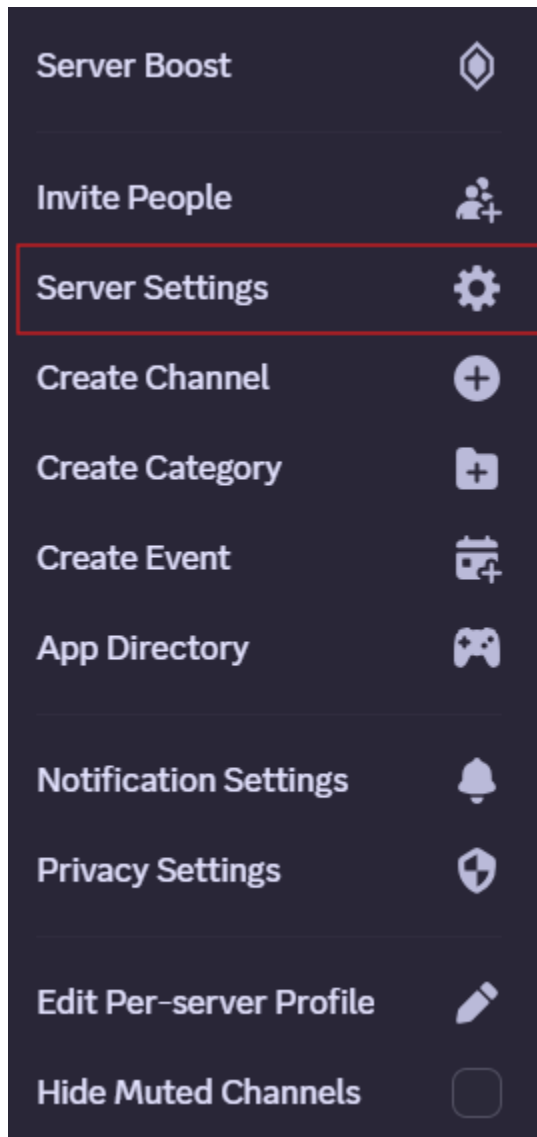 Server Boost
Invite People
Server Settings
Create Channel
Create Category
Create Event
App Directory
Notification Settings
Privacy Settings
Edit Per-server Profile
Hide Muted Channels